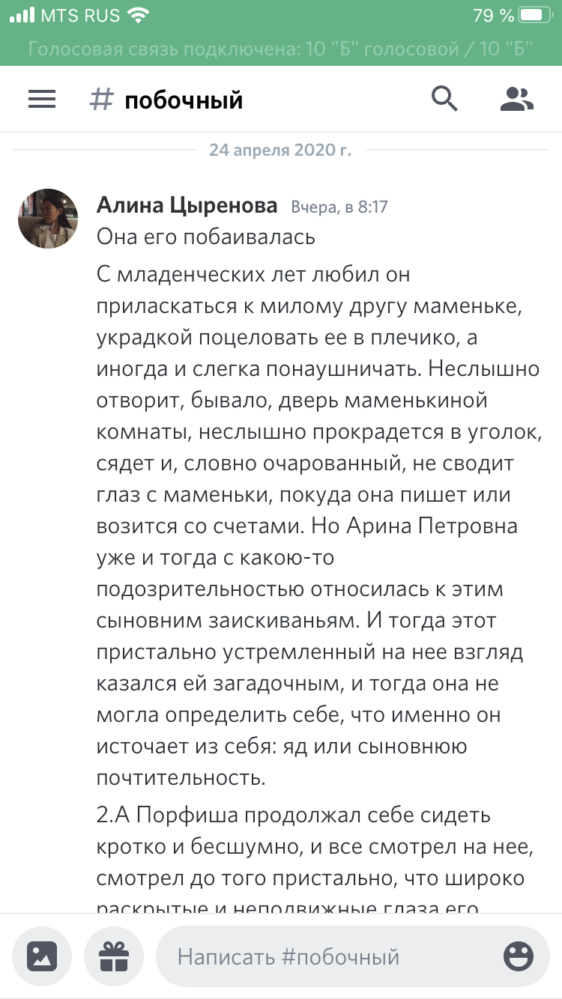 MTS RUS 79 %
Голосовая связь подключена: 10 "Б" голосовой / 10 "Б"
# побочный
24 апреля 2020 г.
Алина Цыренова Вчера, в 8:17
Она его побаивалась
С младенческих лет любил он
приласкаться к милому другу маменьке,
украдкой поцеловать ее в плечико, а
иногда и слегка понаушничать. Неслышно
отворит, бывало, дверь маменькиной
комнаты, неслышно прокрадется в уголок,
сядет и, словно очарованный, не сводит
глаз с маменьки, покуда она пишет или
возится со счетами. Но Арина Петровна
уже и тогда с какою-то
подозрительностью относилась к этим
сыновним заискиваньям. И тогда этот
пристально устремленный на нее взгляд
казался ей загадочным, и тогда она не
могла определить себе, что именно он
источает из себя: яд или сыновнюю
почтительность.
2.А Порфиша продолжал себе сидеть
кротко и бесшумно, и все смотрел на нее,
смотрел до того пристально, что широко
раскрытые и неподвижные глаза его
Написать #побочный